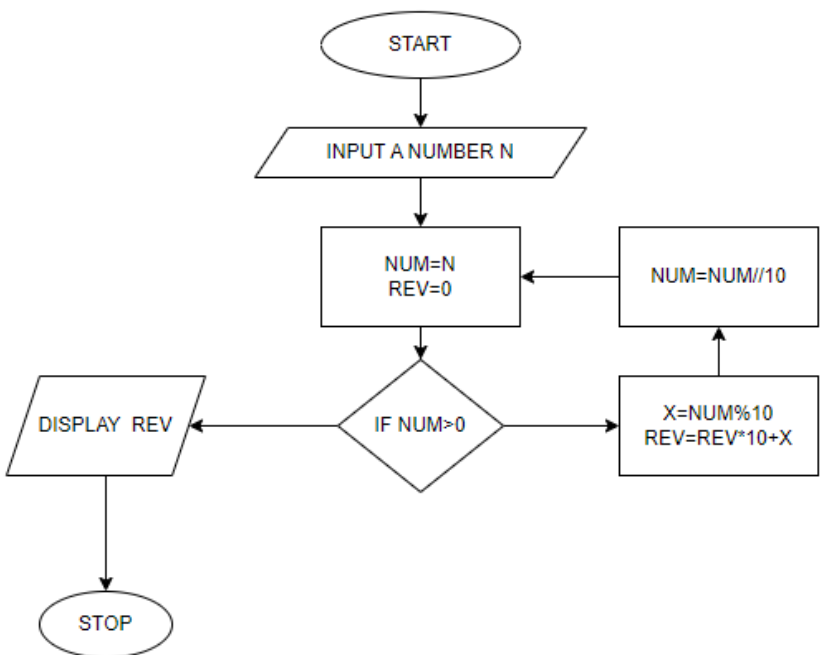 START
INPUT A NUMBER N
NUM=N
REV=0
NUM=NUM//10
DISPLAY REV
IF NUM>0
X=NUM%10
REV=REV*10+X
STOP